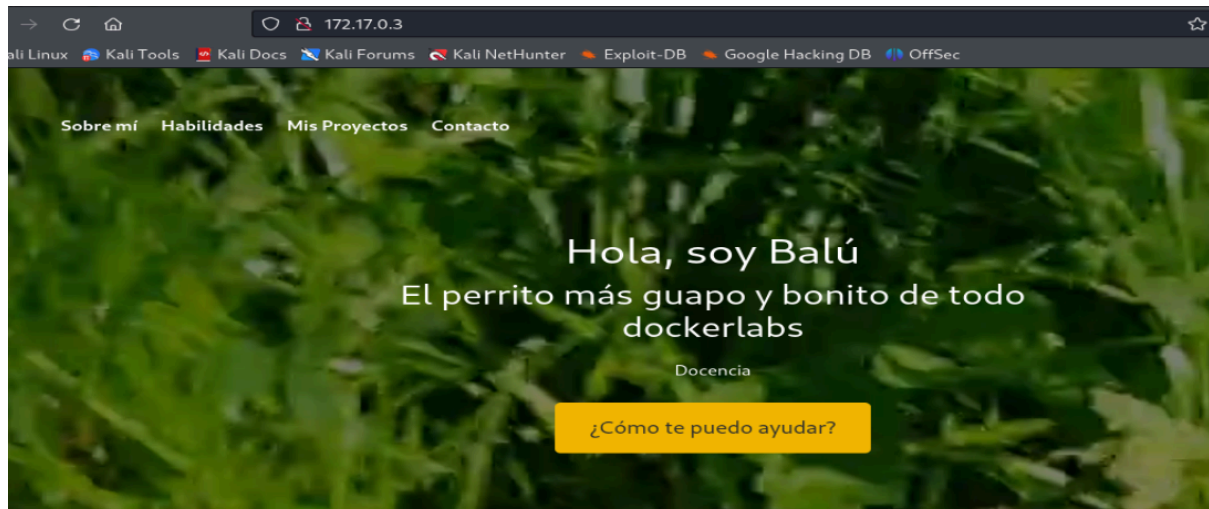 172.17.0.3
ali Linux Kali Tools Kali Docs Kali Forums Kali NetHunter Exploit-DB Google Hacking DB OffSec
Sobre mí Habilidades Mis Proyectos Contacto
Hola, soy Balú
El perrito más guapo y bonito de todo
dockerlabs
Docencia
¿Cómo te puedo ayudar?